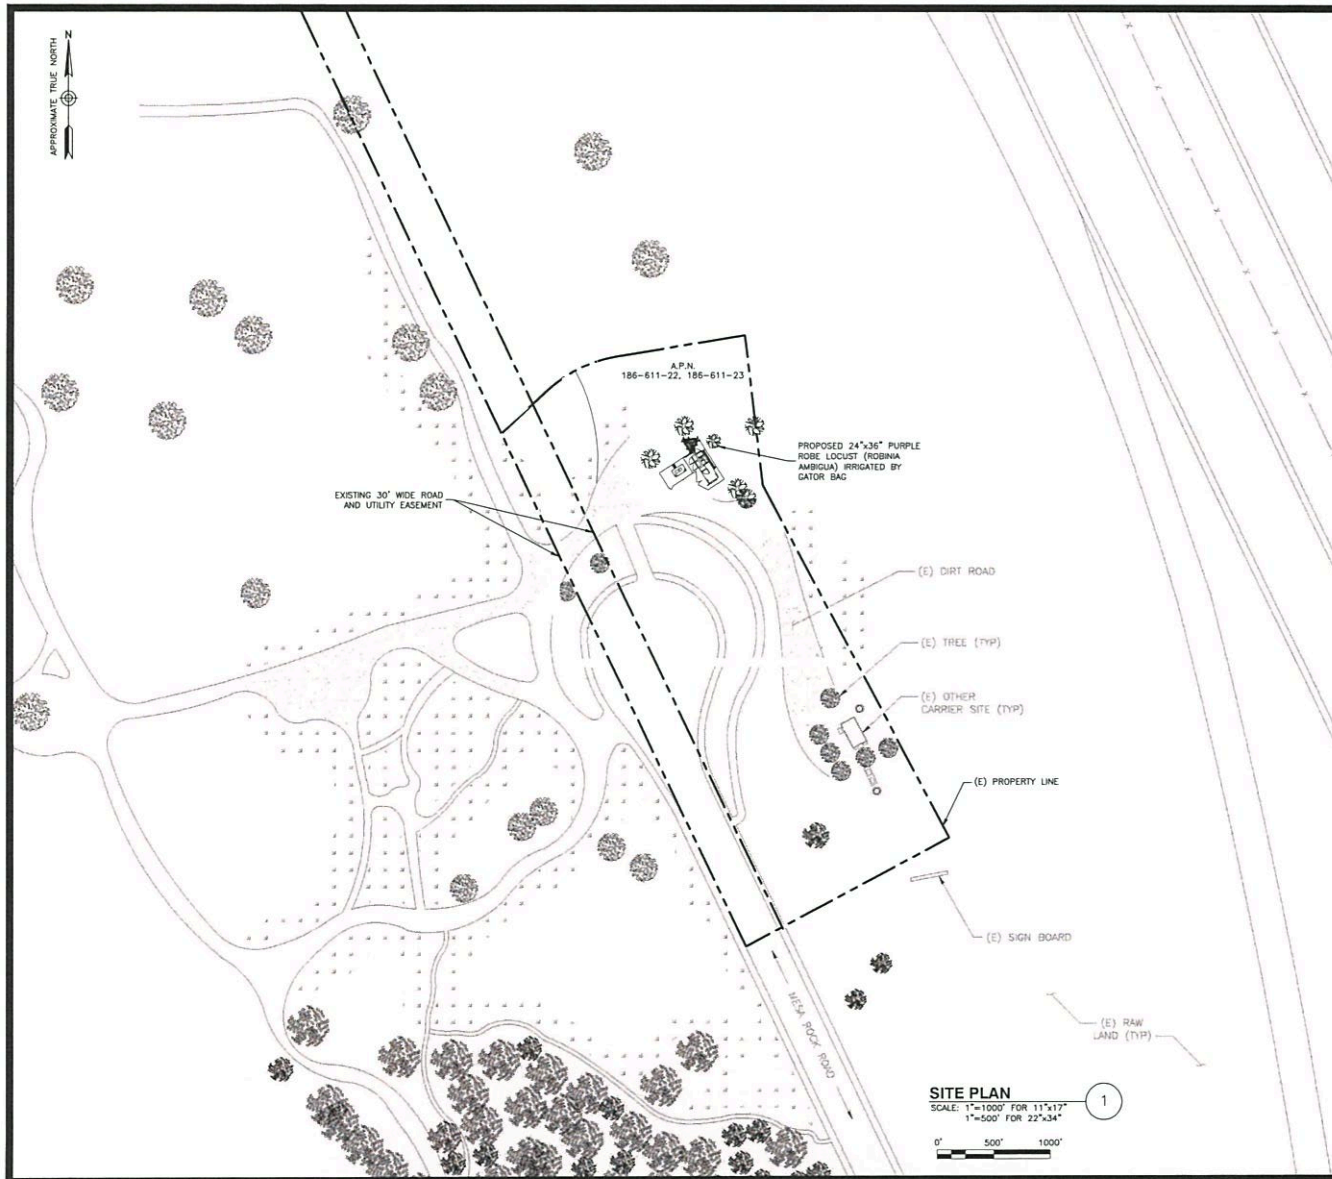 N
APPROXIMATE TRUE NORTH
A.P.N.
186-611-22, 186-611-23
PROPOSED 24"x36" PURPLE
ROBE LOCUST (ROBINIA
AMBIGUA) IRRIGATED BY
GATOR BAG
EXISTING 30' WIDE ROAD
AND UTILITY EASEMENT
(E) DIRT ROAD
(E) TREE (TYP)
(E) OTHER
CARRIER SITE (TYP)
(E) PROPERTY LINE
(E) SIGN BOARD
MESA ROCK ROAD
(E) RAW
LAND (TYP)
SITE PLAN
1
SCALE: 1"=1000' FOR 11"x17"
1"=500' FOR 22"x34"
0' 500' 1000'